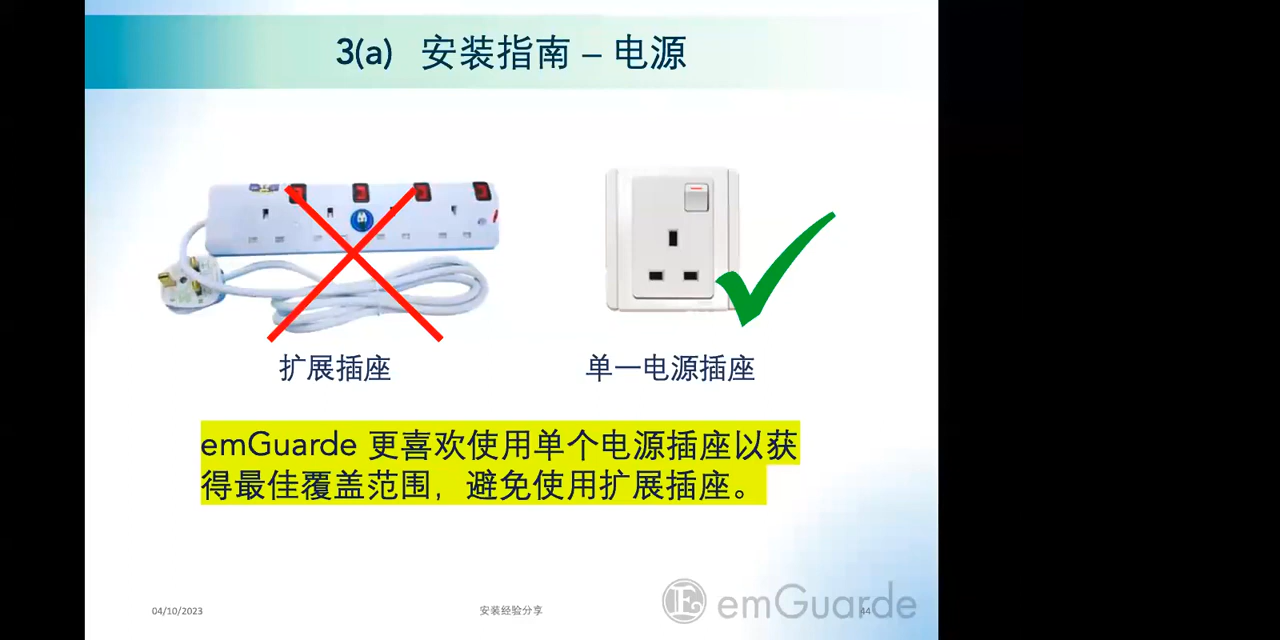 3(a) 安装指南 – 电源
扩展插座
单一电源插座
emGuarde 更喜欢使用单个电源插座以获
得最佳覆盖范围，避免使用扩展插座。
04/10/2023
安装经验分享
emGuarde
44